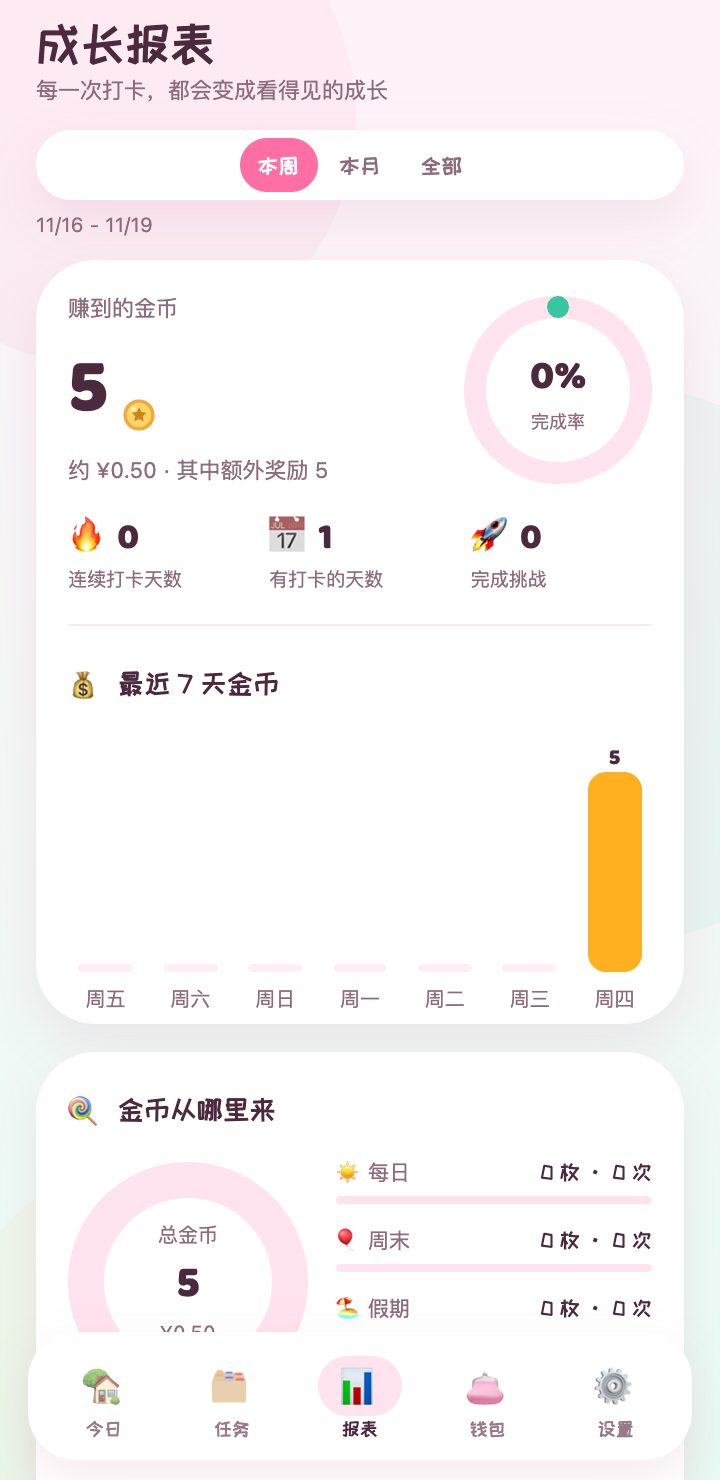 成长报表
每一次打卡，都会变成看得见的成长
本周 本月 全部
11/16 - 11/19
赚到的金币
5
0%
完成率
约 ¥0.50 · 其中额外奖励 5
0 1 0
连续打卡天数 有打卡的天数 完成挑战
最近 7 天金币
5
周五 周六 周日 周一 周二 周三 周四
金币从哪里来
每日 0 枚 · 0 次
总金币
周末 0 枚 · 0 次
5
假期 0 枚 · 0 次
¥0.50
今日 任务 报表 钱包 设置